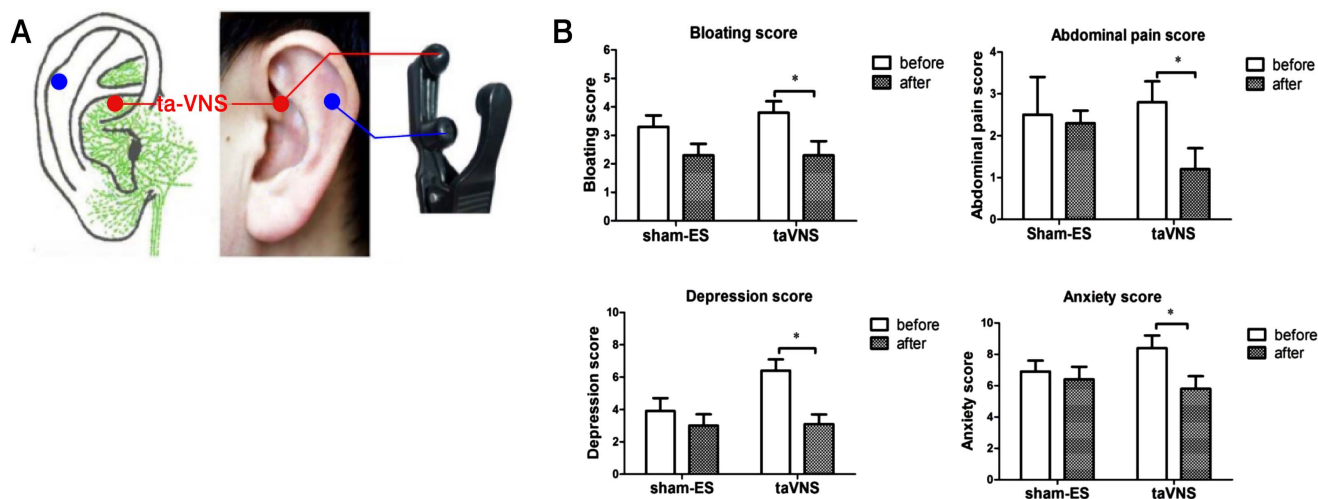 A
ta-VNS
B
Bloating score
Bloating score
6
5
4
3
2
1
0
sham-ES
taVNS
*
before
after
Abdominal pain score
Abdominal pain score
4
3
2
1
0
Sham-ES
taVNS
*
before
after
Depression score
Depression score
10
8
6
4
2
0
sham-ES
taVNS
*
before
after
Anxiety score
Anxiety score
10
8
6
4
2
0
sham-ES
taVNS
*
before
after